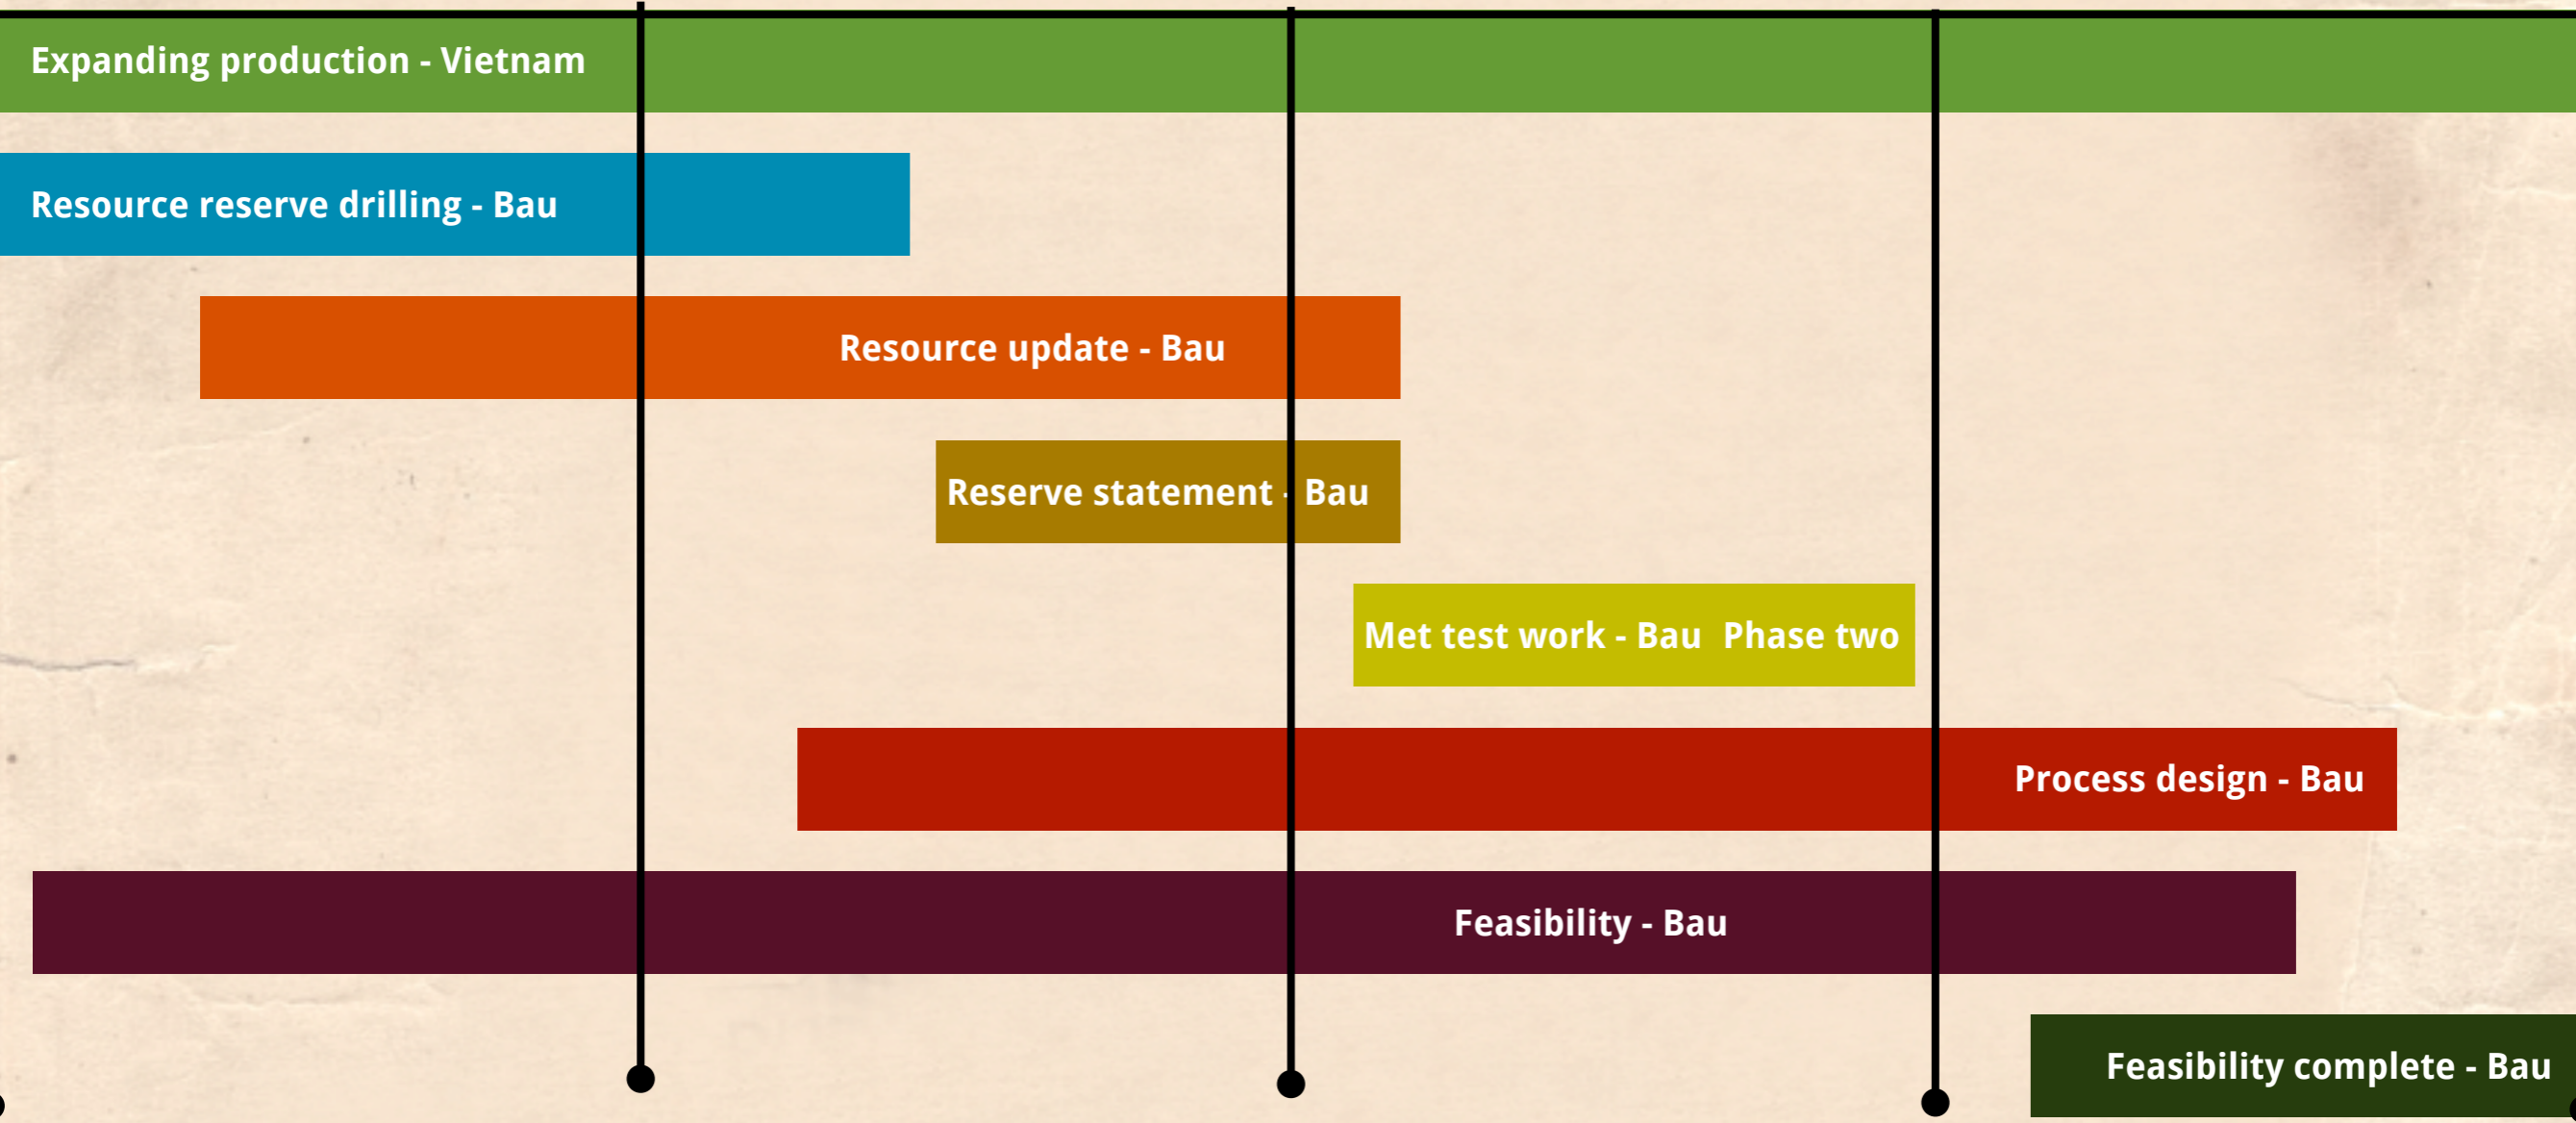 Expanding production - Vietnam
Resource reserve drilling - Bau
Resource update - Bau
Reserve statement - Bau
Met test work - Bau  Phase two
Process design - Bau
Feasibility - Bau
Feasibility complete - Bau